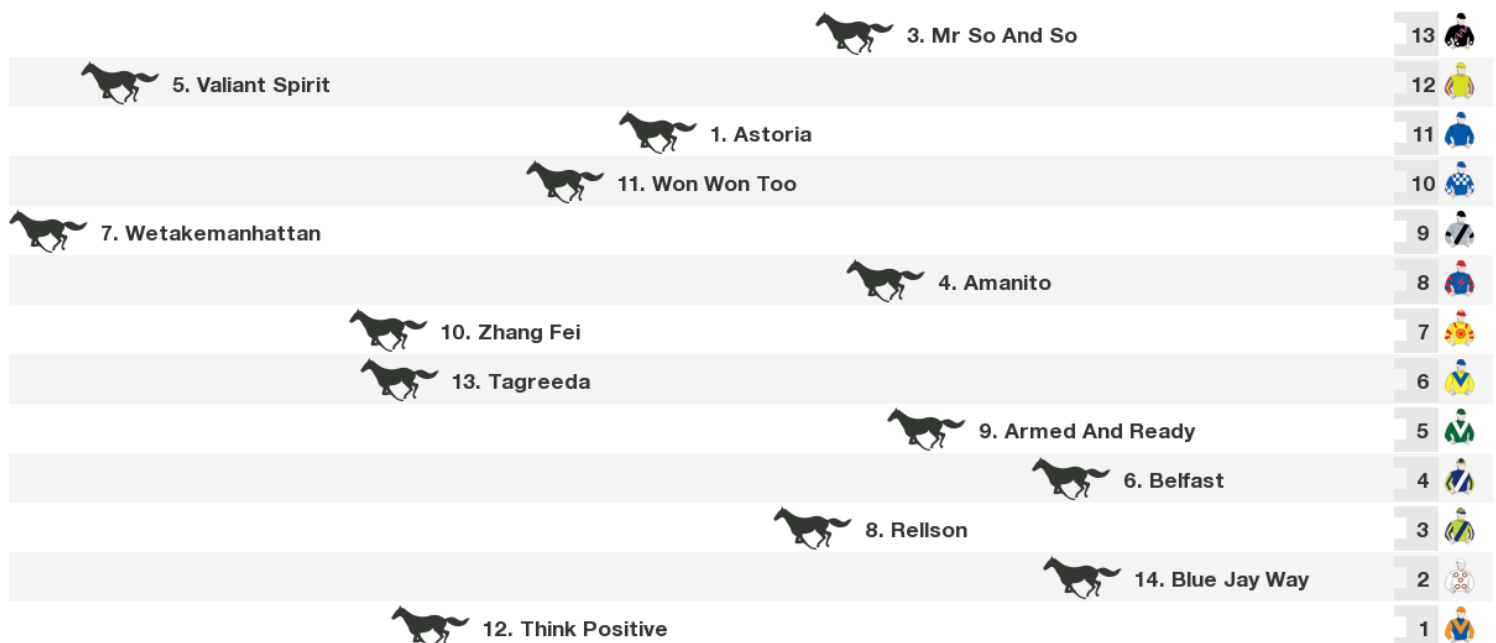 3. Mr So And So 13
5. Valiant Spirit 12
1. Astoria 11
11. Won Won Too 10
7. Wetakemanhattan 9
4. Amanito 8
10. Zhang Fei 7
13. Tagreeda 6
9. Armed And Ready 5
6. Belfast 4
8. Rellson 3
14. Blue Jay Way 2
12. Think Positive 1